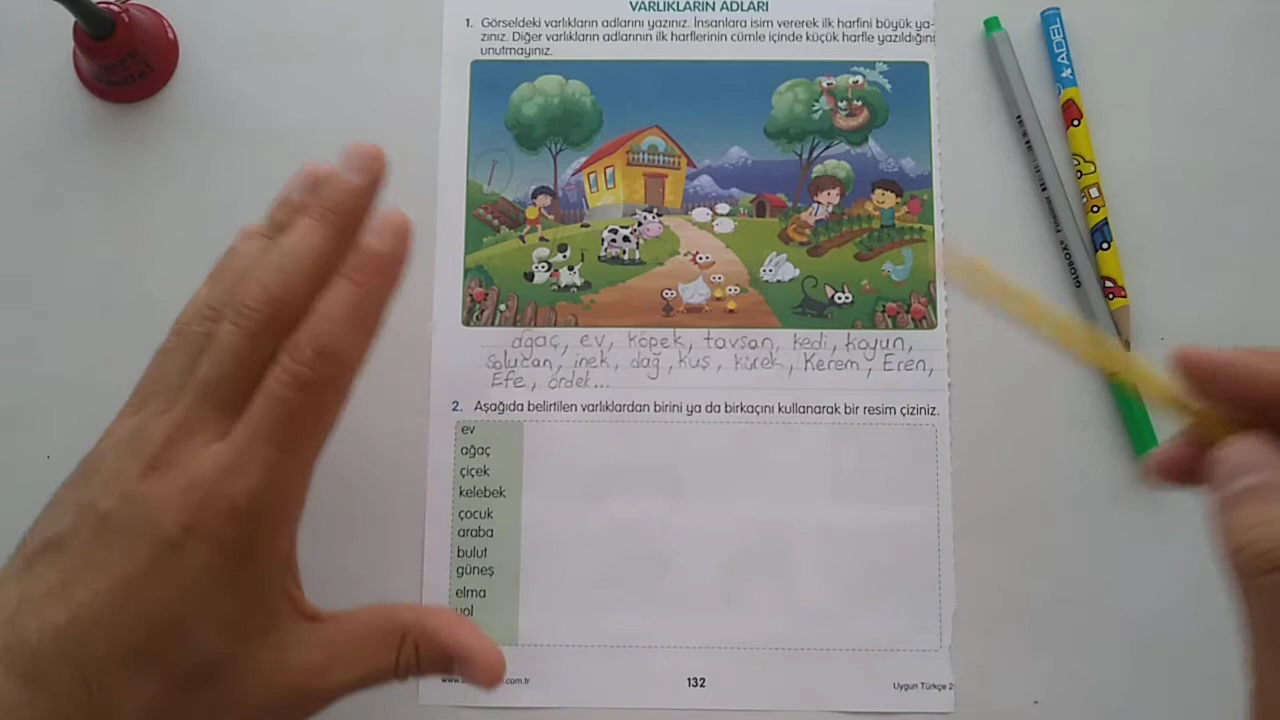 VARLIKLARIN ADLARI
1. Görseldeki varlıkların adlarını yazınız. İnsanlara isim vererek ilk harfini büyük ya-
zınız. Diğer varlıkların adlarının ilk harflerinin cümle içinde küçük harfle yazıldığını
unutmayınız.
ağaç, ev, köpek, tavşan, kedi, koyun,
solucan, inek, dağ, kuş, kürek, Kerem, Eren,
Efe, ördek...
2. Aşağıda belirtilen varlıklardan birini ya da birkaçını kullanarak bir resim çiziniz.
ev
ağaç
çiçek
kelebek
çocuk
araba
bulut
güneş
elma
yol
.com.tr
132
Uygun Türkçe 2
ADEL
GLOBOX Fineliner